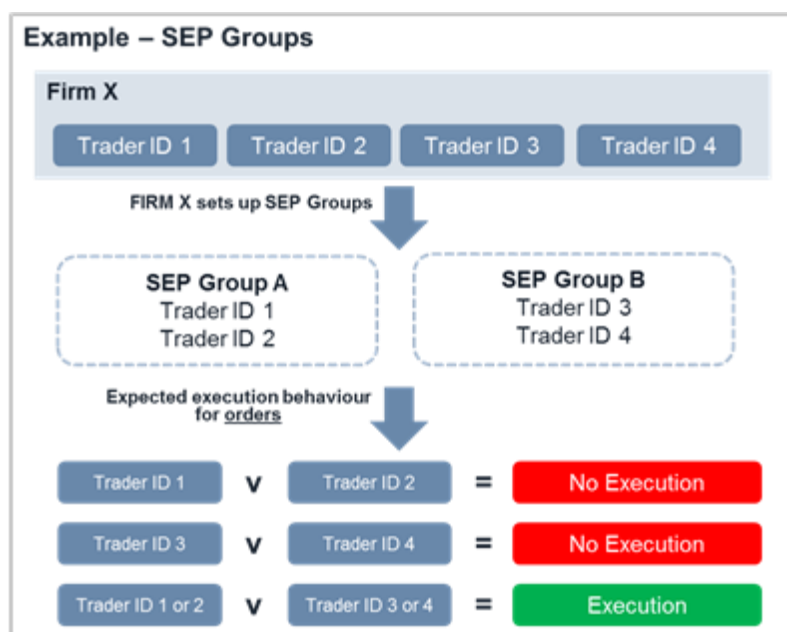 Example – SEP Groups
Firm X
Trader ID 1 Trader ID 2 Trader ID 3 Trader ID 4
FIRM X sets up SEP Groups
SEP Group A
Trader ID 1
Trader ID 2
SEP Group B
Trader ID 3
Trader ID 4
Expected execution behaviour
for orders
Trader ID 1 v Trader ID 2 = No Execution
Trader ID 3 v Trader ID 4 = No Execution
Trader ID 1 or 2 v Trader ID 3 or 4 = Execution